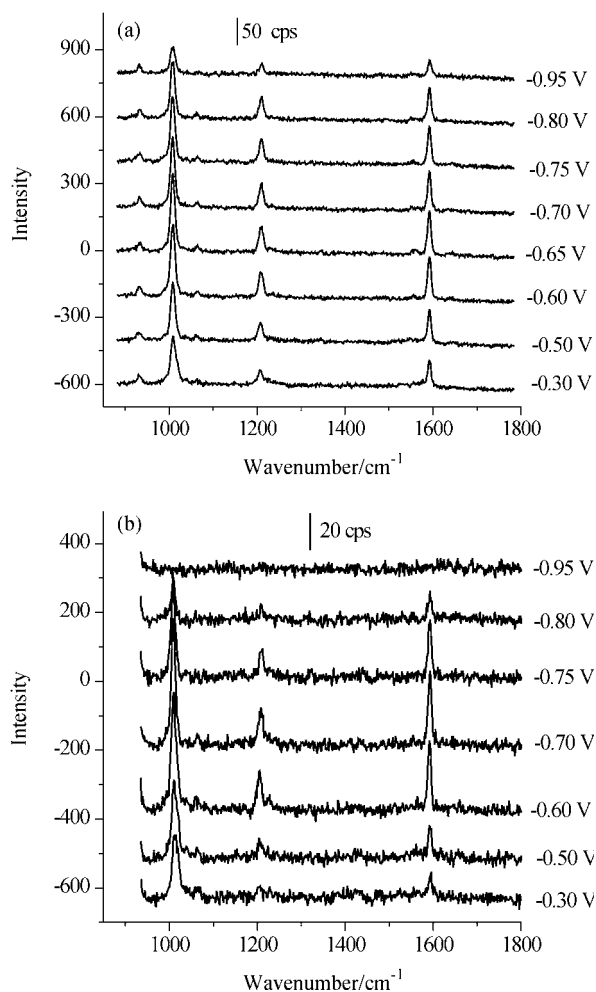 (a)
50 cps
900
600
300
0
-300
-600
Intensity
-0.95 V
-0.80 V
-0.75 V
-0.70 V
-0.65 V
-0.60 V
-0.50 V
-0.30 V
1000 1200 1400 1600 1800
Wavenumber/cm⁻¹
(b)
20 cps
400
200
0
-200
-400
-600
Intensity
-0.95 V
-0.80 V
-0.75 V
-0.70 V
-0.60 V
-0.50 V
-0.30 V
1000 1200 1400 1600 1800
Wavenumber/cm⁻¹